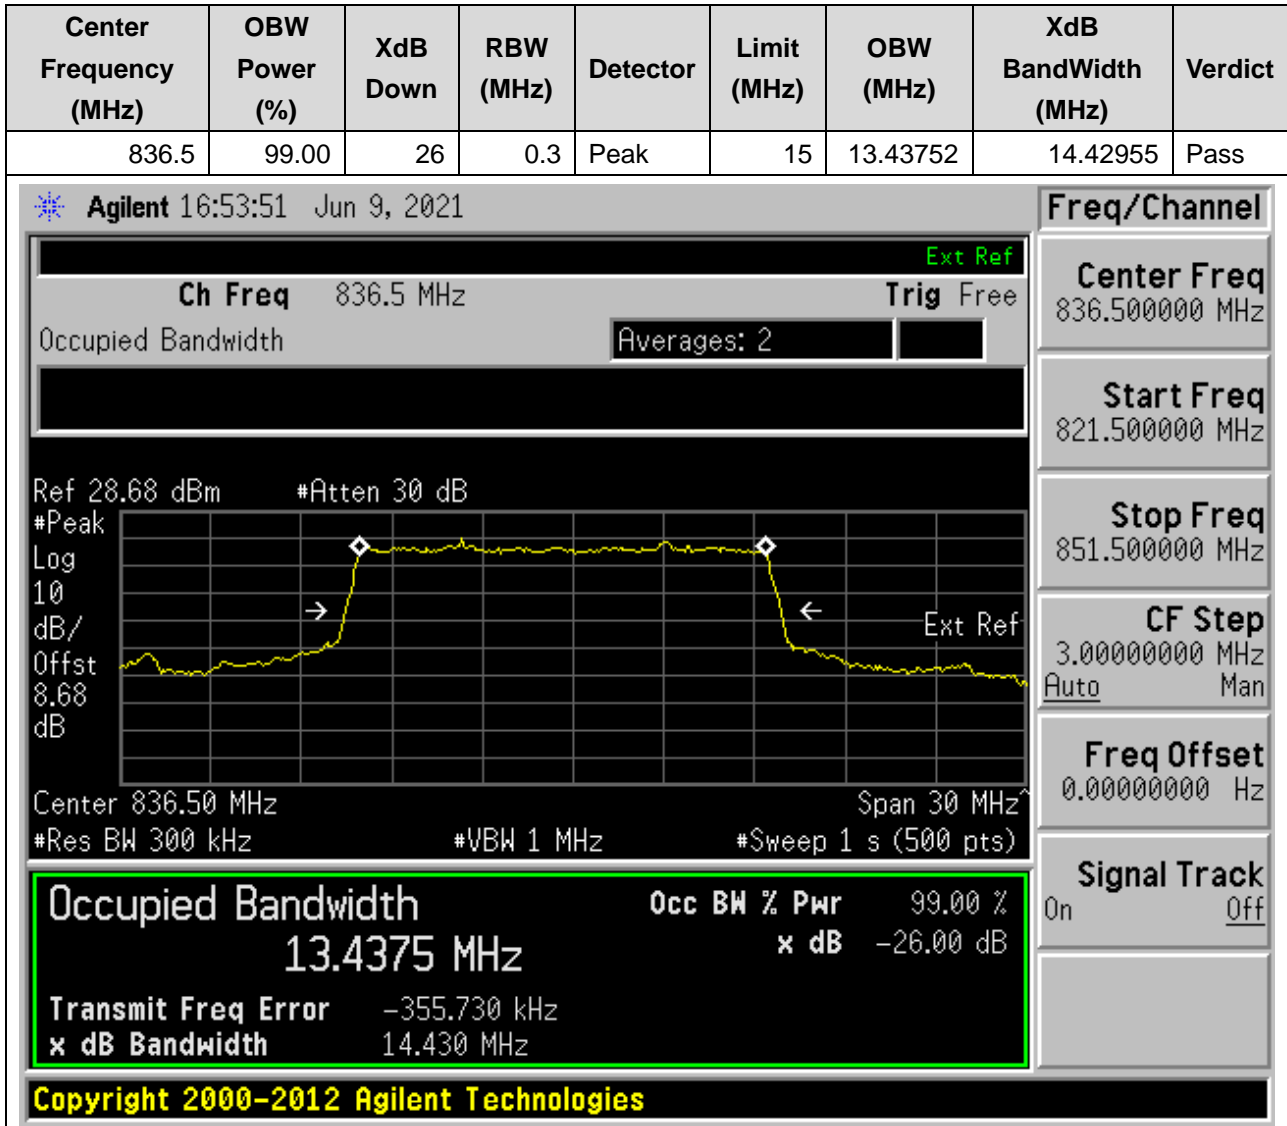 Center Frequency (MHz) OBW Power (%) XdB Down RBW (MHz) Detector Limit (MHz) OBW (MHz) XdB BandWidth (MHz) Verdict
836.5 99.00 26 0.3 Peak 15 13.43752 14.42955 Pass
Agilent 16:53:51 Jun 9, 2021
Freq/Channel
Ext Ref
Ch Freq 836.5 MHz Trig Free
Occupied Bandwidth Averages: 2
Center Freq
836.500000 MHz
Start Freq
821.500000 MHz
Stop Freq
851.500000 MHz
CF Step
3.00000000 MHz
Auto Man
Freq Offset
0.00000000 Hz
Signal Track
On Off
Ref 28.68 dBm #Atten 30 dB
#Peak
Log
10
dB/
Offst
8.68
dB
Ext Ref
Center 836.50 MHz Span 30 MHz^
#Res BW 300 kHz #VBW 1 MHz #Sweep 1 s (500 pts)
Occupied Bandwidth Occ BW % Pwr 99.00 %
13.4375 MHz x dB -26.00 dB
Transmit Freq Error -355.730 kHz
x dB Bandwidth 14.430 MHz
Copyright 2000-2012 Agilent Technologies